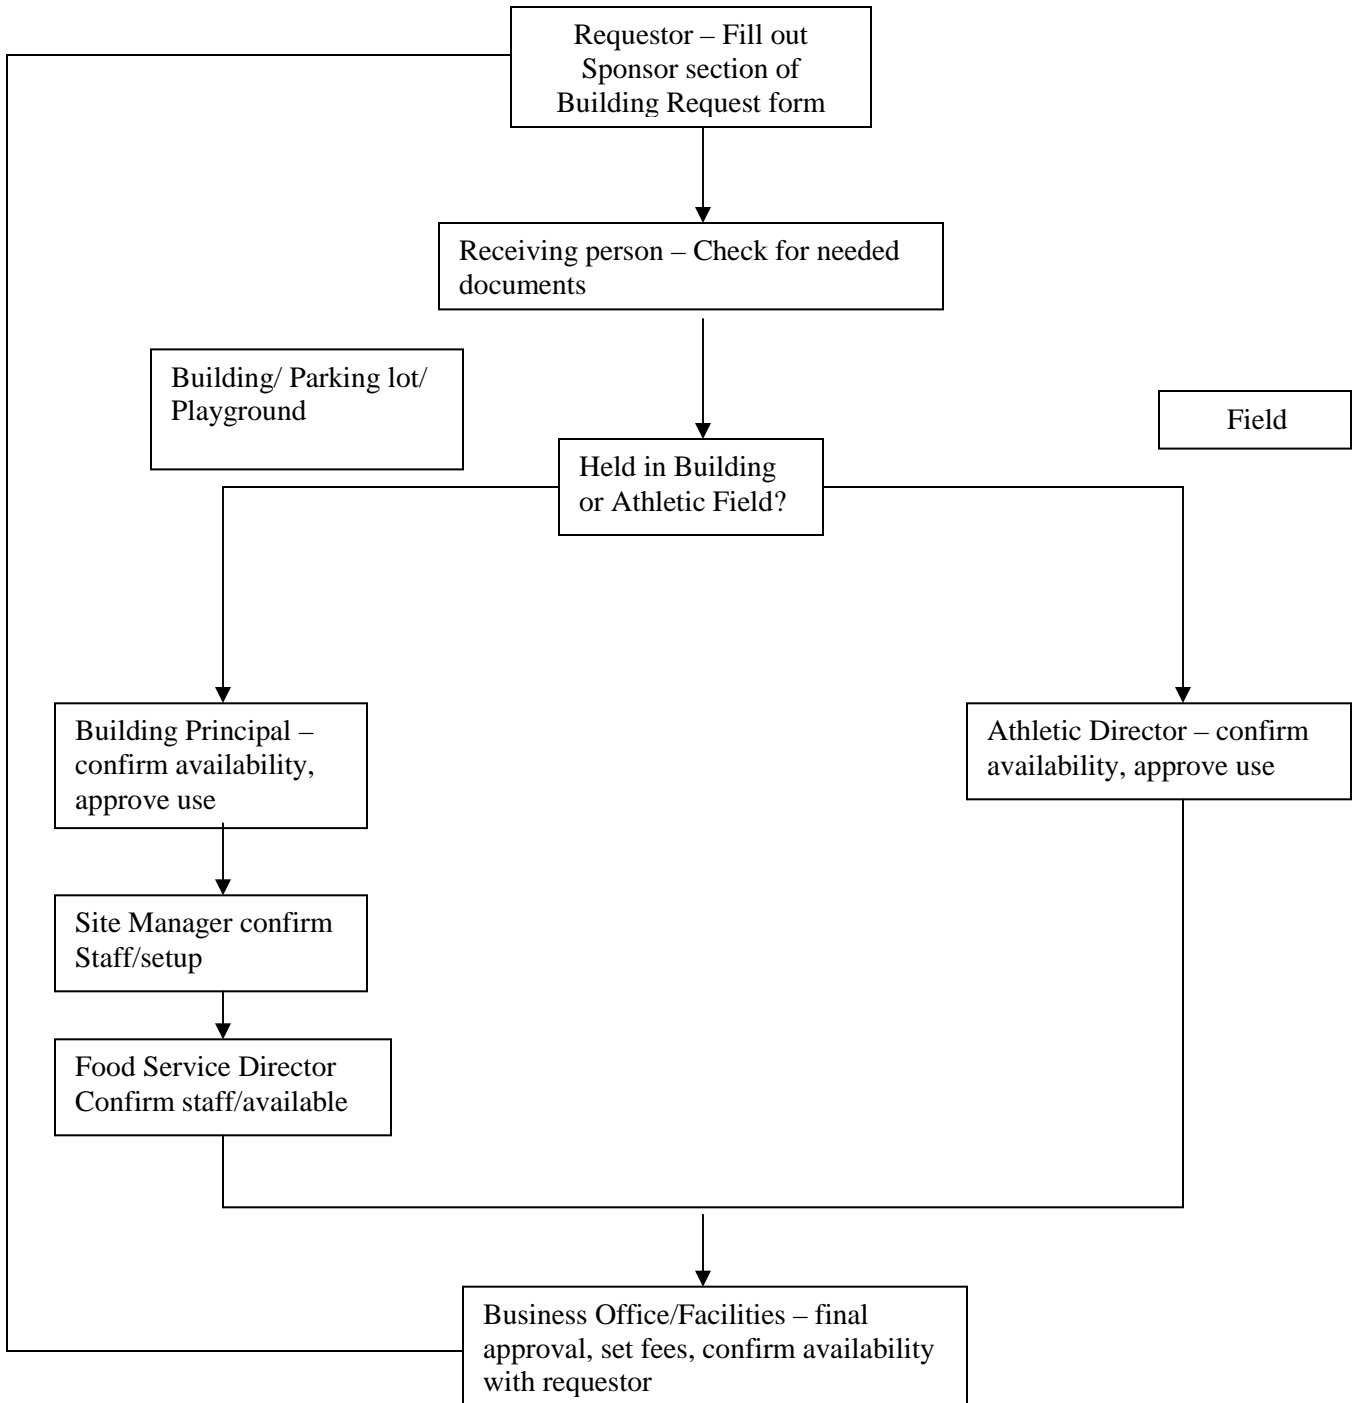 Requestor – Fill out
Sponsor section of
Building Request form
Receiving person – Check for needed
documents
Building/ Parking lot/
Playground
Field
Held in Building
or Athletic Field?
Building Principal –
confirm availability,
approve use
Athletic Director – confirm
availability, approve use
Site Manager confirm
Staff/setup
Food Service Director
Confirm staff/available
Business Office/Facilities – final
approval, set fees, confirm availability
with requestor